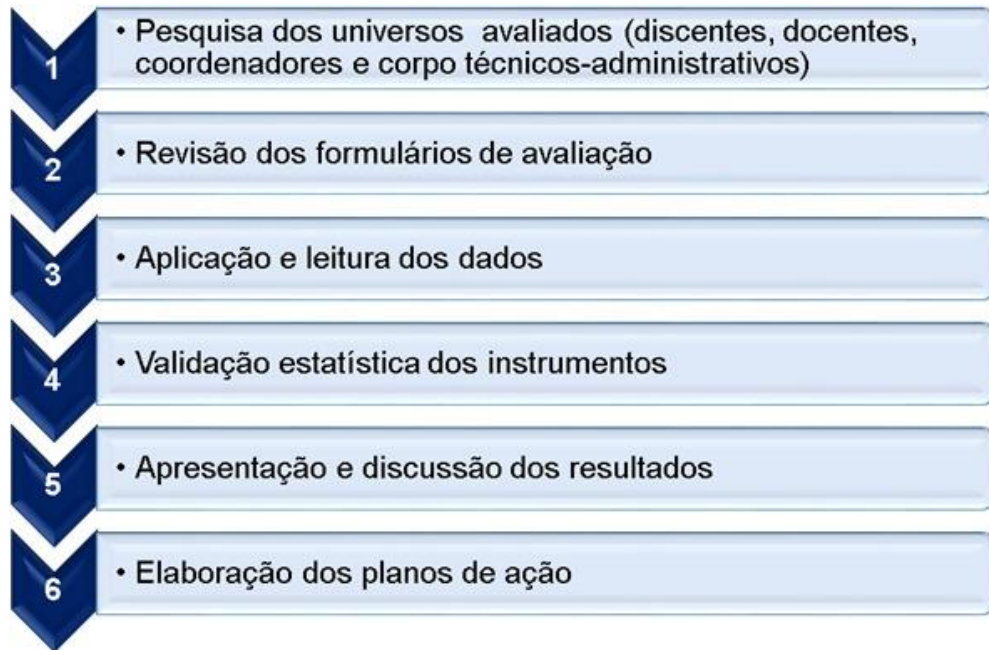 1
• Pesquisa dos universos avaliados (discentes, docentes,
coordenadores e corpo técnicos-administrativos)
2
• Revisão dos formulários de avaliação
3
• Aplicação e leitura dos dados
4
• Validação estatística dos instrumentos
5
• Apresentação e discussão dos resultados
6
• Elaboração dos planos de ação